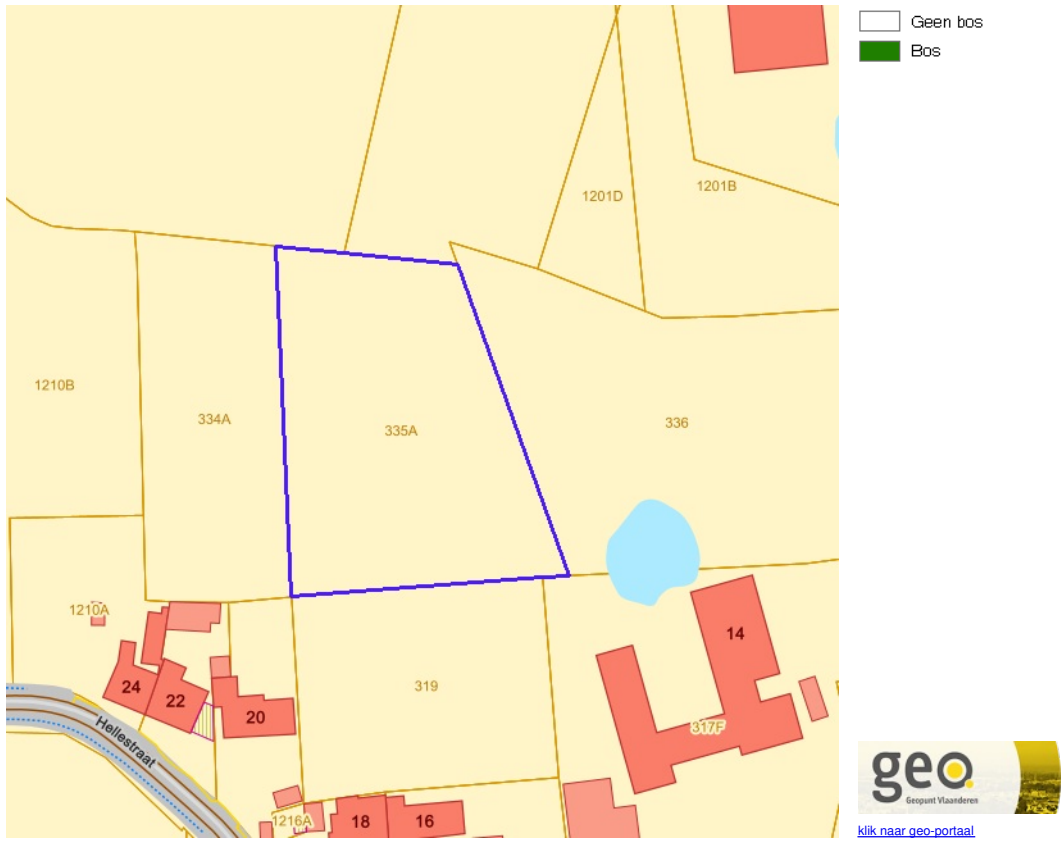 Geen bos
Bos
1201D
1201B
1210B
334A
335A
336
1210A
14
24
22
20
319
317F
Hellestraat
1216A
18
16
geo
Geopunt Vlaanderen
klik naar geo-portaal